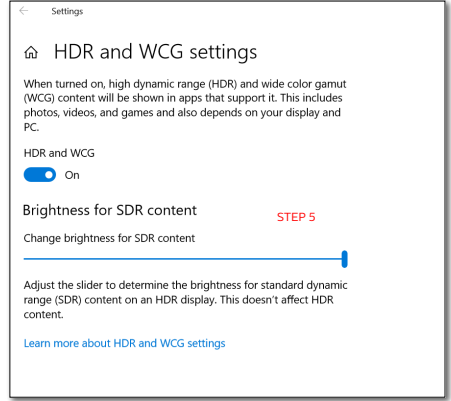 Settings
HDR and WCG settings
When turned on, high dynamic range (HDR) and wide color gamut
(WCG) content will be shown in apps that support it. This includes
photos, videos, and games and also depends on your display and
PC.
HDR and WCG
On
Brightness for SDR content
STEP 5
Change brightness for SDR content
Adjust the slider to determine the brightness for standard dynamic
range (SDR) content on an HDR display. This doesn't affect HDR
content.
Learn more about HDR and WCG settings